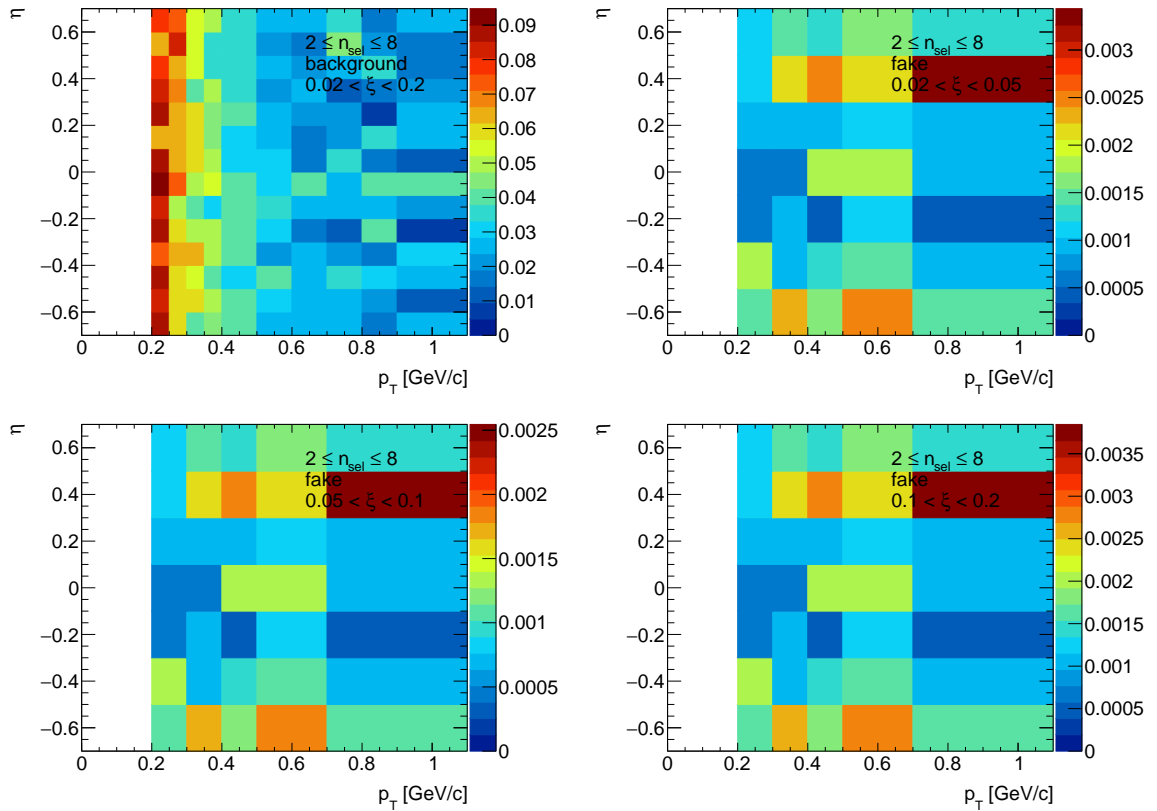 η
0.6
0.4
0.2
0
−0.2
−0.4
−0.6
2 ≤ n_sel ≤ 8
background
0.02 < ξ < 0.2
0.09
0.08
0.07
0.06
0.05
0.04
0.03
0.02
0.01
0
0 0.2 0.4 0.6 0.8 1
p_T [GeV/c]
η
0.6
0.4
0.2
0
−0.2
−0.4
−0.6
2 ≤ n_sel ≤ 8
fake
0.02 < ξ < 0.05
0.003
0.0025
0.002
0.0015
0.001
0.0005
0
0 0.2 0.4 0.6 0.8 1
p_T [GeV/c]
η
0.6
0.4
0.2
0
−0.2
−0.4
−0.6
2 ≤ n_sel ≤ 8
fake
0.05 < ξ < 0.1
0.0025
0.002
0.0015
0.001
0.0005
0
0 0.2 0.4 0.6 0.8 1
p_T [GeV/c]
η
0.6
0.4
0.2
0
−0.2
−0.4
−0.6
2 ≤ n_sel ≤ 8
fake
0.1 < ξ < 0.2
0.0035
0.003
0.0025
0.002
0.0015
0.001
0.0005
0
0 0.2 0.4 0.6 0.8 1
p_T [GeV/c]